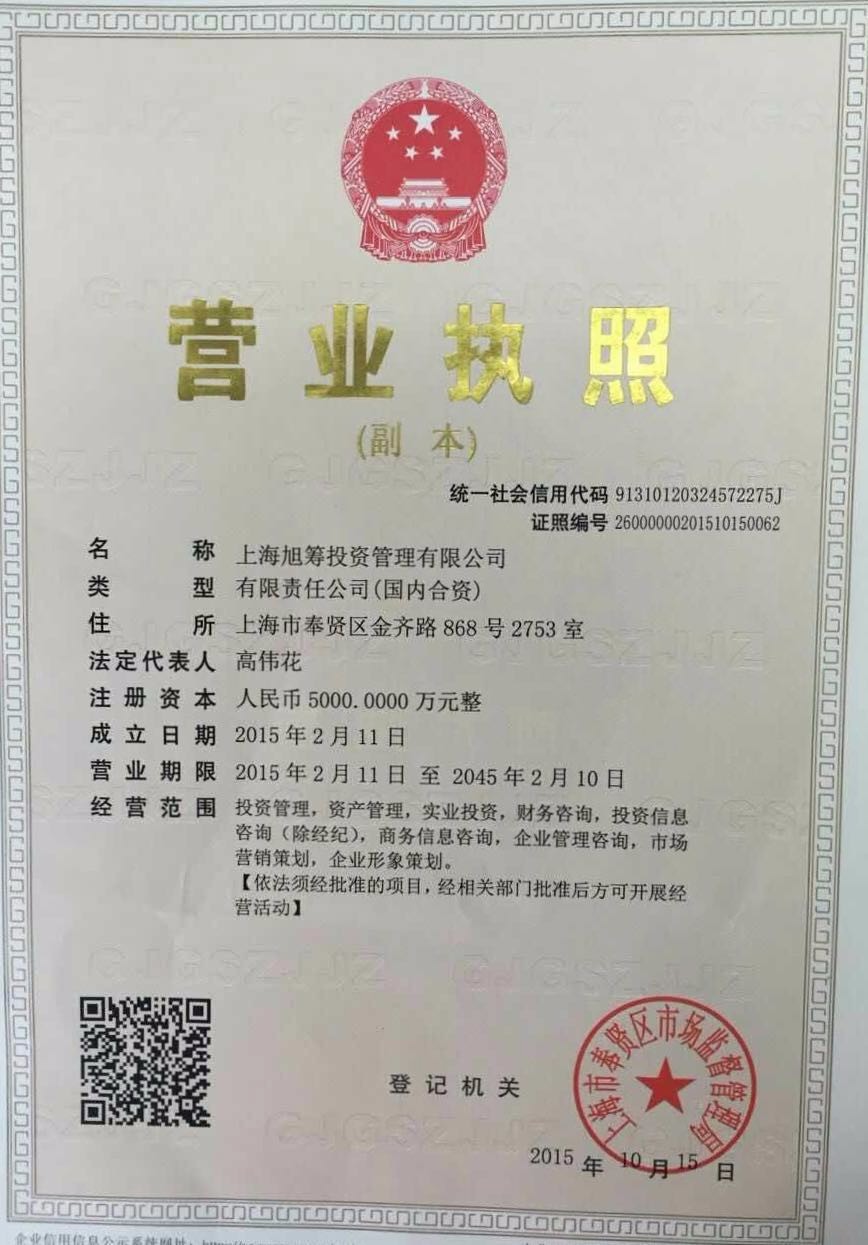 营业执照
(副 本)
统一社会信用代码 91310120324572275J
证照编号 26000000201510150062
名 称 上海旭筹投资管理有限公司
类 型 有限责任公司(国内合资)
住 所 上海市奉贤区金齐路 868 号 2753 室
法定代表人 高伟花
注册资本 人民币 5000.0000 万元整
成立日期 2015 年 2 月 11 日
营业期限 2015 年 2 月 11 日 至 2045 年 2 月 10 日
经营范围 投资管理，资产管理，实业投资，财务咨询，投资信息
咨询（除经纪），商务信息咨询，企业管理咨询，市场
营销策划，企业形象策划。
【依法须经批准的项目，经相关部门批准后方可开展经
营活动】
登记机关
上海市奉贤区市场监督管理局
2015 年 10 月 15 日
企业信用信息公示系统网址：